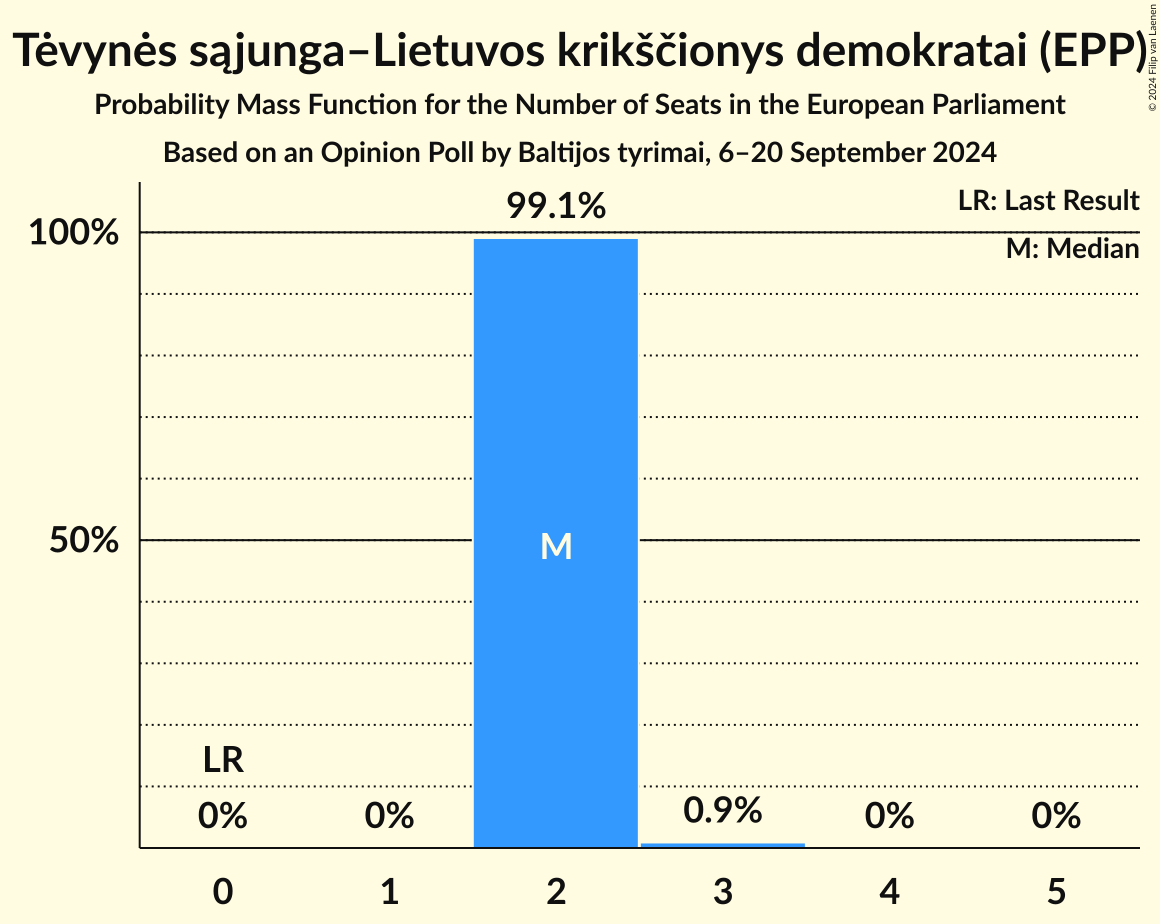 Tėvynės sąjunga–Lietuvos krikščionys demokratai (EPP)
© 2024 Filip van Laenen
Probability Mass Function for the Number of Seats in the European Parliament
Based on an Opinion Poll by Baltijos tyrimai, 6–20 September 2024
LR: Last Result
M: Median
99.1%
100%
50%
M
LR
0% 0% 0.9% 0% 0%
0 1 2 3 4 5